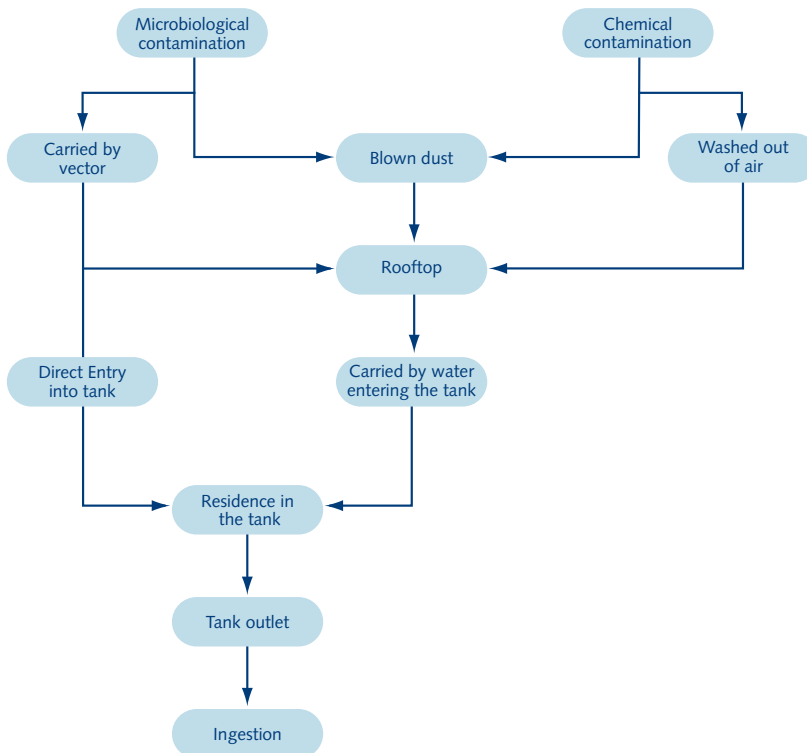 Microbiological
contamination
Chemical
contamination
Carried by
vector
Blown dust
Washed out
of air
Rooftop
Direct Entry
into tank
Carried by water
entering the tank
Residence in
the tank
Tank outlet
Ingestion